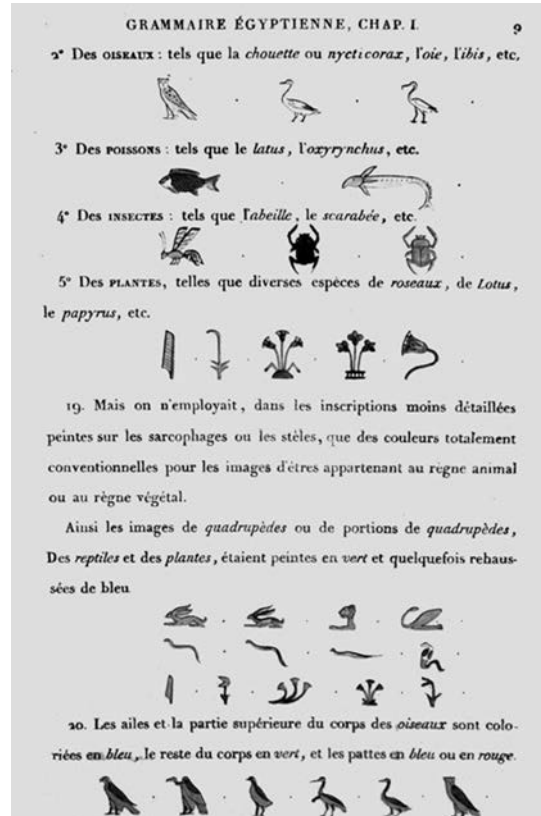 GRAMMAIRE ÉGYPTIENNE, CHAP. I. 9
2° Des OISEAUX : tels que la chouette ou nycticorax, l'oie, l'ibis, etc.
3° Des POISSONS : tels que le latus, l'oxyrynchus, etc.
4° Des INSECTES : tels que l'abeille, le scarabée, etc.
5° Des PLANTES, telles que diverses espèces de roseaux, de Lotus,
le papyrus, etc.
19. Mais on n'employait, dans les inscriptions moins détaillées
peintes sur les sarcophages ou les stèles, que des couleurs totalement
conventionnelles pour les images d'êtres appartenant au règne animal
ou au règne végétal.
Ainsi les images de quadrupèdes ou de portions de quadrupèdes,
Des reptiles et des plantes, étaient peintes en vert et quelquefois rehaus-
sées de bleu
20. Les ailes et la partie supérieure du corps des oiseaux sont colo-
riées en bleu, le reste du corps en vert, et les pattes en bleu ou en rouge.